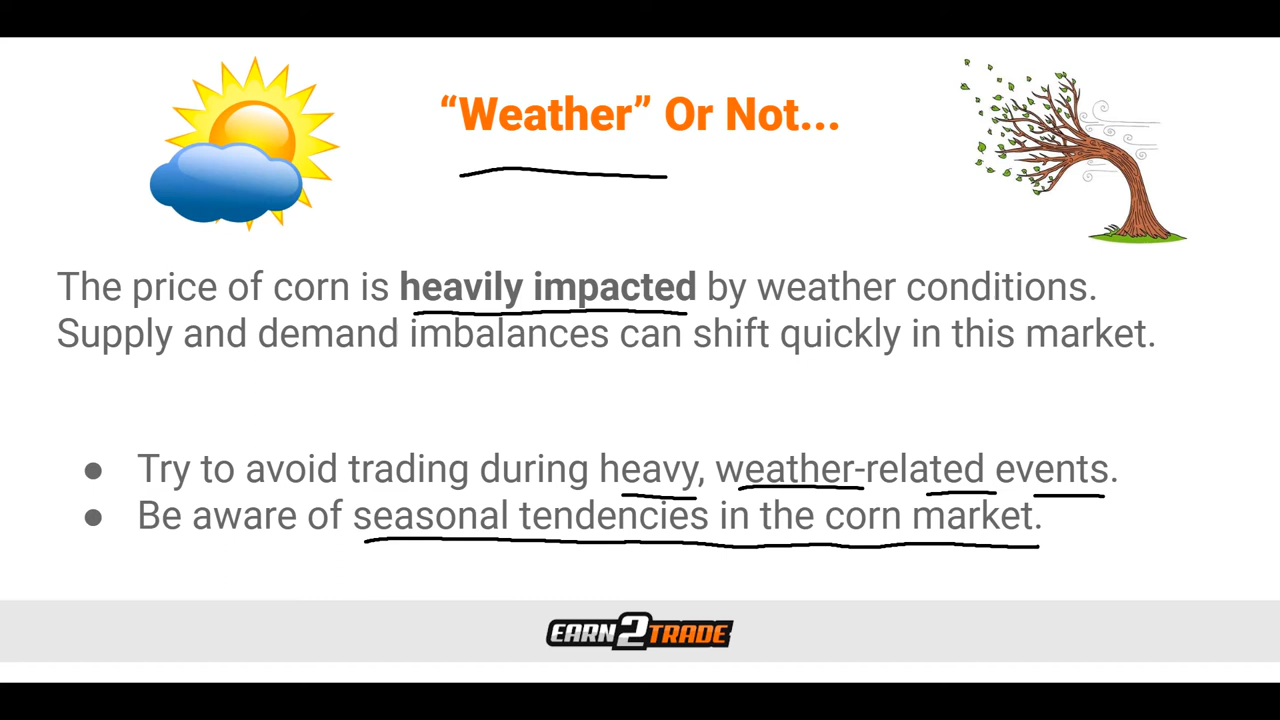 “Weather” Or Not...
The price of corn is heavily impacted by weather conditions.
Supply and demand imbalances can shift quickly in this market.
● Try to avoid trading during heavy, weather-related events.
● Be aware of seasonal tendencies in the corn market.
EARN2TRADE